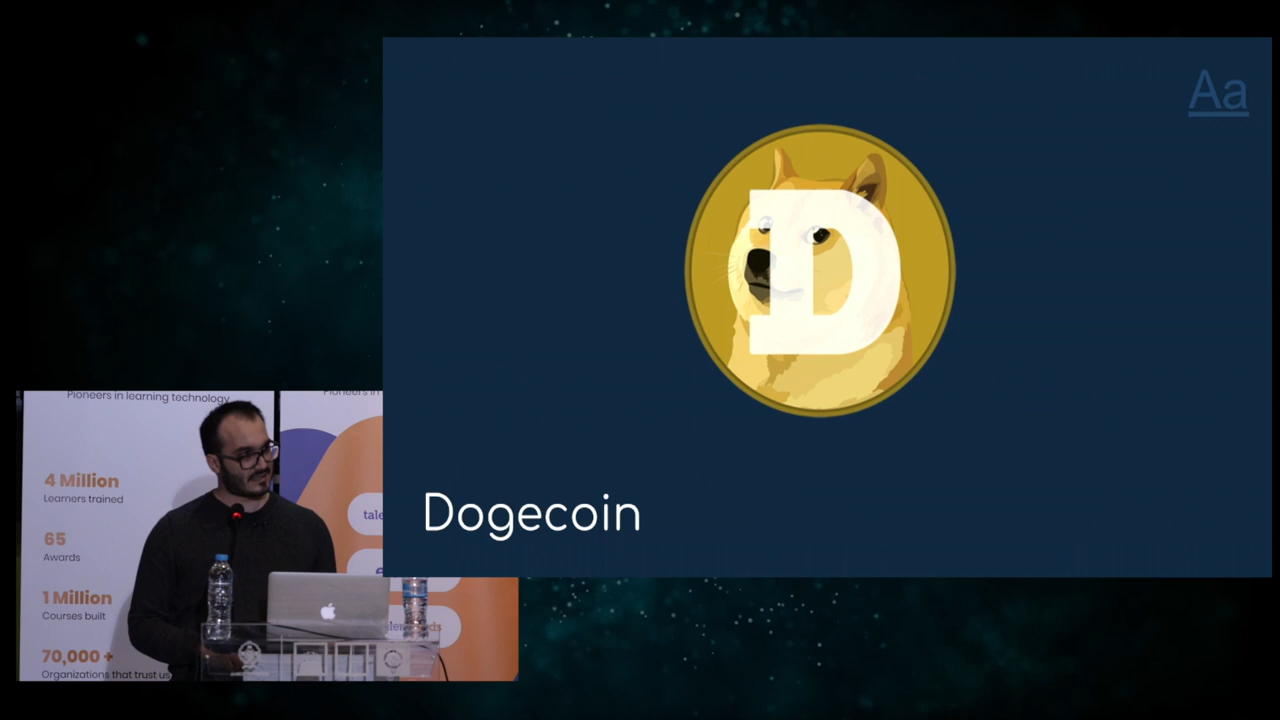 Aa
D
Dogecoin
Pioneers in learning technology
Pioneers in
4 Million
Learners trained
65
Awards
1 Million
Courses built
70,000 +
Organizations that trust us
tale